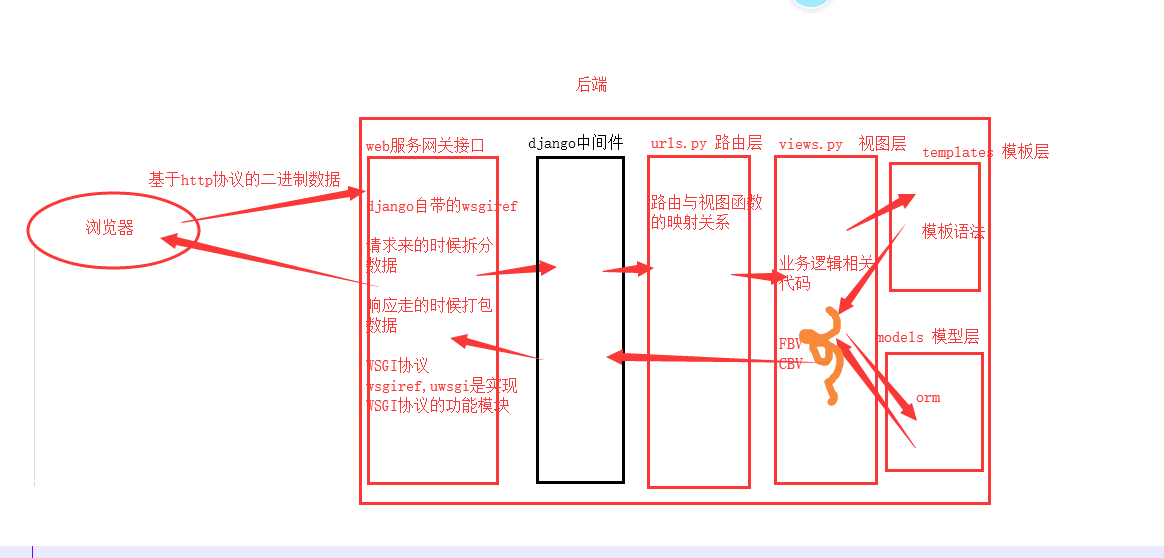 后端
web服务网关接口
django中间件
urls.py 路由层
views.py 视图层
templates 模板层
基于http协议的二进制数据
浏览器
django自带的wsgiref
请求来的时候拆分
数据
响应走的时候打包
数据
WSGI协议
wsgiref,uwsgi是实现
WSGI协议的功能模块
路由与视图函数
的映射关系
业务逻辑相关
代码
FBV
CBV
模板语法
models 模型层
orm